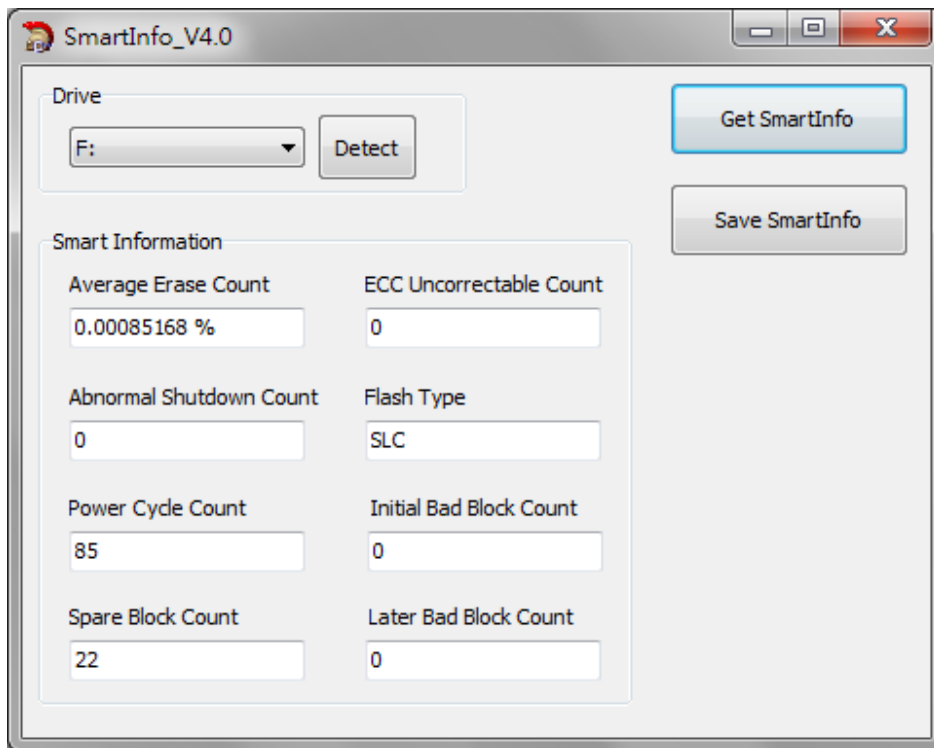 SmartInfo_V4.0
Drive
F:
Detect
Get SmartInfo
Save SmartInfo
Smart Information
Average Erase Count
ECC Uncorrectable Count
0.00085168 %
0
Abnormal Shutdown Count
Flash Type
0
SLC
Power Cycle Count
Initial Bad Block Count
85
0
Spare Block Count
Later Bad Block Count
22
0